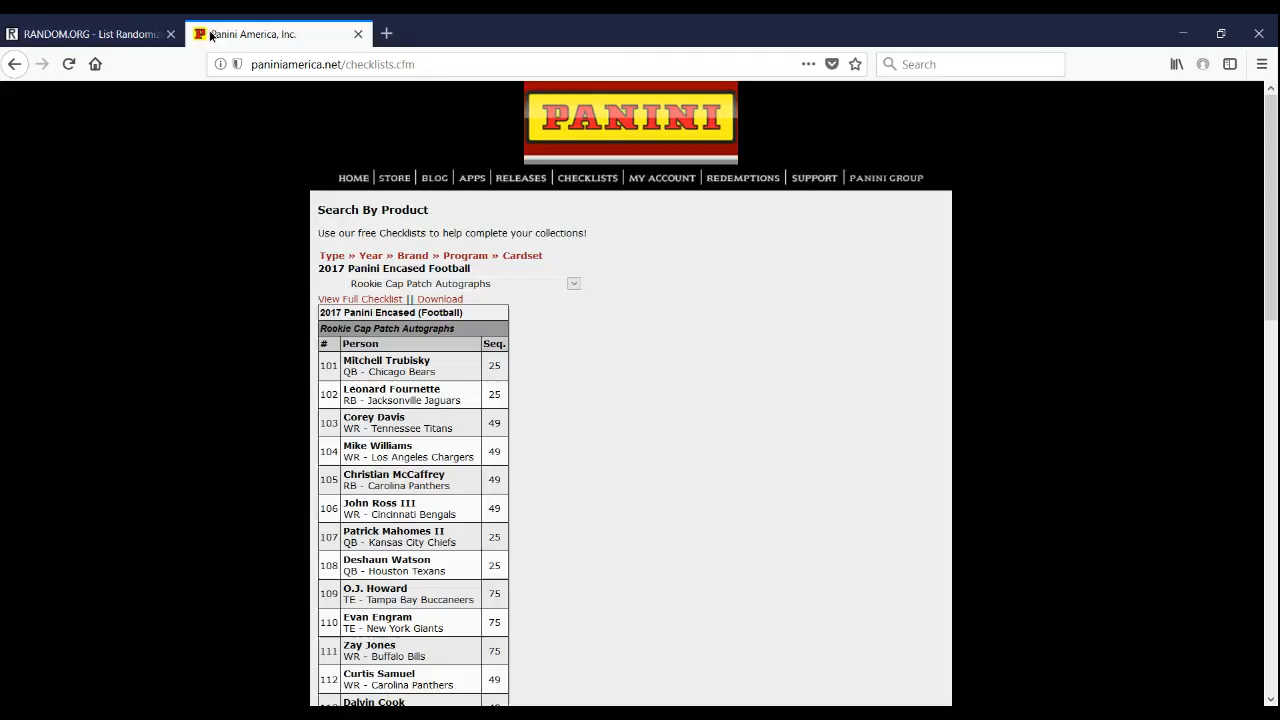 RANDOM.ORG - List Randomi
Panini America, Inc.
paniniamerica.net/checklists.cfm
Search
PANINI
HOME STORE BLOG APPS RELEASES CHECKLISTS MY ACCOUNT REDEMPTIONS SUPPORT PANINI GROUP
Search By Product
Use our free Checklists to help complete your collections!
Type » Year » Brand » Program » Cardset
2017 Panini Encased Football
Rookie Cap Patch Autographs
View Full Checklist || Download
2017 Panini Encased (Football)
Rookie Cap Patch Autographs
# Person Seq.
101 Mitchell Trubisky 25
QB - Chicago Bears
102 Leonard Fournette 25
RB - Jacksonville Jaguars
103 Corey Davis 49
WR - Tennessee Titans
104 Mike Williams 49
WR - Los Angeles Chargers
105 Christian McCaffrey 49
RB - Carolina Panthers
106 John Ross III 49
WR - Cincinnati Bengals
107 Patrick Mahomes II 25
QB - Kansas City Chiefs
108 Deshaun Watson 25
QB - Houston Texans
109 O.J. Howard 75
TE - Tampa Bay Buccaneers
110 Evan Engram 75
TE - New York Giants
111 Zay Jones 75
WR - Buffalo Bills
112 Curtis Samuel 49
WR - Carolina Panthers
Dalvin Cook